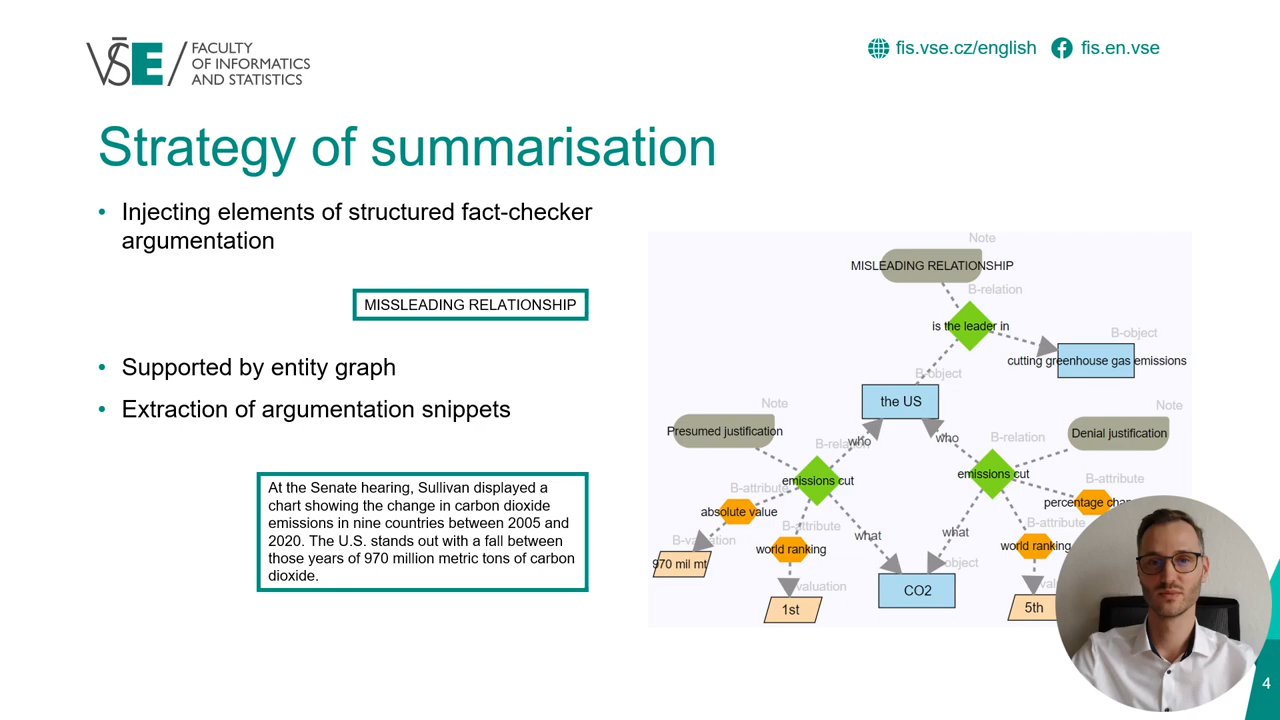 VŠE
FACULTY
OF INFORMATICS
AND STATISTICS
fis.vse.cz/english
fis.en.vse
Strategy of summarisation
• Injecting elements of structured fact-checker
argumentation
MISSLEADING RELATIONSHIP
• Supported by entity graph
• Extraction of argumentation snippets
At the Senate hearing, Sullivan displayed a
chart showing the change in carbon dioxide
emissions in nine countries between 2005 and
2020. The U.S. stands out with a fall between
those years of 970 million metric tons of carbon
dioxide.
Note
MISLEADING RELATIONSHIP
B-relation
is the leader in
B-object
cutting greenhouse gas emissions
B-object
the US
Note
Presumed justification
Note
Denial justification
B-relation
who
who
B-relation
emissions cut
emissions cut
B-attribute
absolute value
B-attribute
percentage
B-attribute
world ranking
B-attribute
world ranking
what
what
970 mil mt
1st
CO2
5th
4